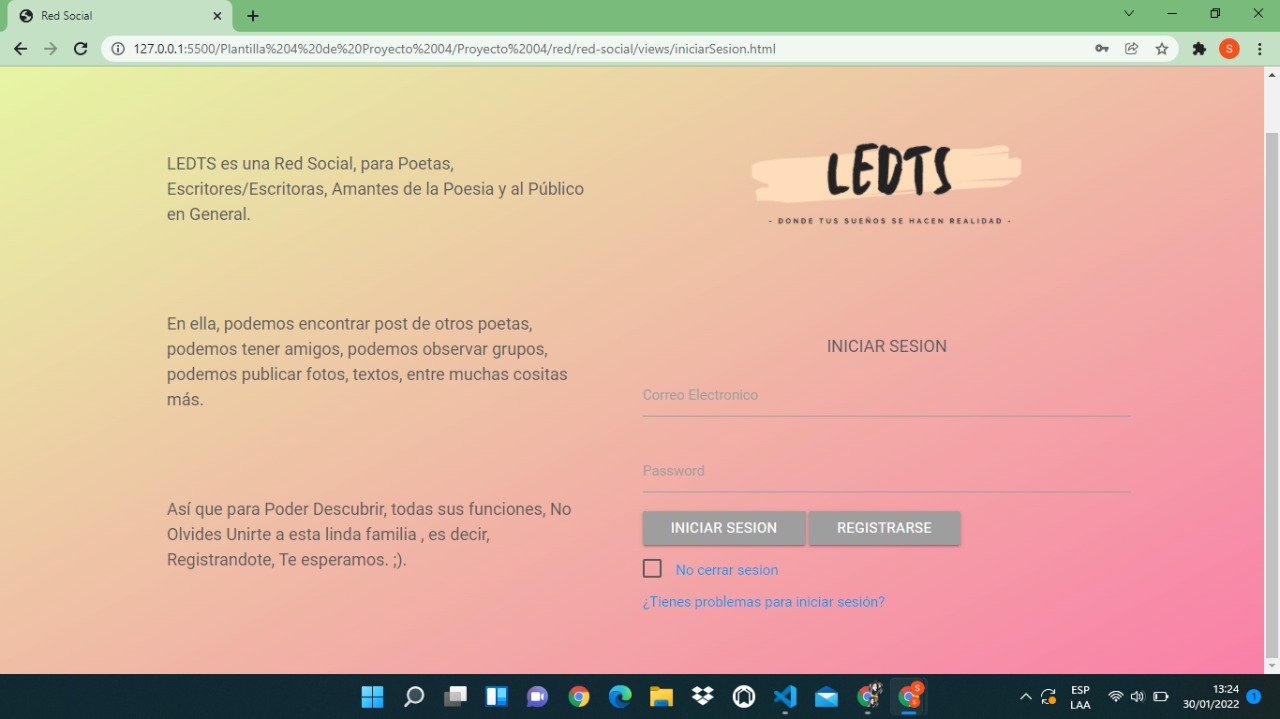 Red Social
127.0.0.1:5500/Plantilla%204%20de%20Proyecto%2004/Proyecto%2004/red/red-social/views/iniciarSesion.html
S
LEDTS es una Red Social, para Poetas,
Escritores/Escritoras, Amantes de la Poesia y al Público
en General.
En ella, podemos encontrar post de otros poetas,
podemos tener amigos, podemos observar grupos,
podemos publicar fotos, textos, entre muchas cositas
más.
Así que para Poder Descubrir, todas sus funciones, No
Olvides Unirte a esta linda familia , es decir,
Registrandote, Te esperamos. ;).
LEDTS
- DONDE TUS SUEÑOS SE HACEN REALIDAD -
INICIAR SESION
Correo Electronico
Password
INICIAR SESION
REGISTRARSE
No cerrar sesion
¿Tienes problemas para iniciar sesión?
S
S
ESP
LAA
13:24
30/01/2022
1